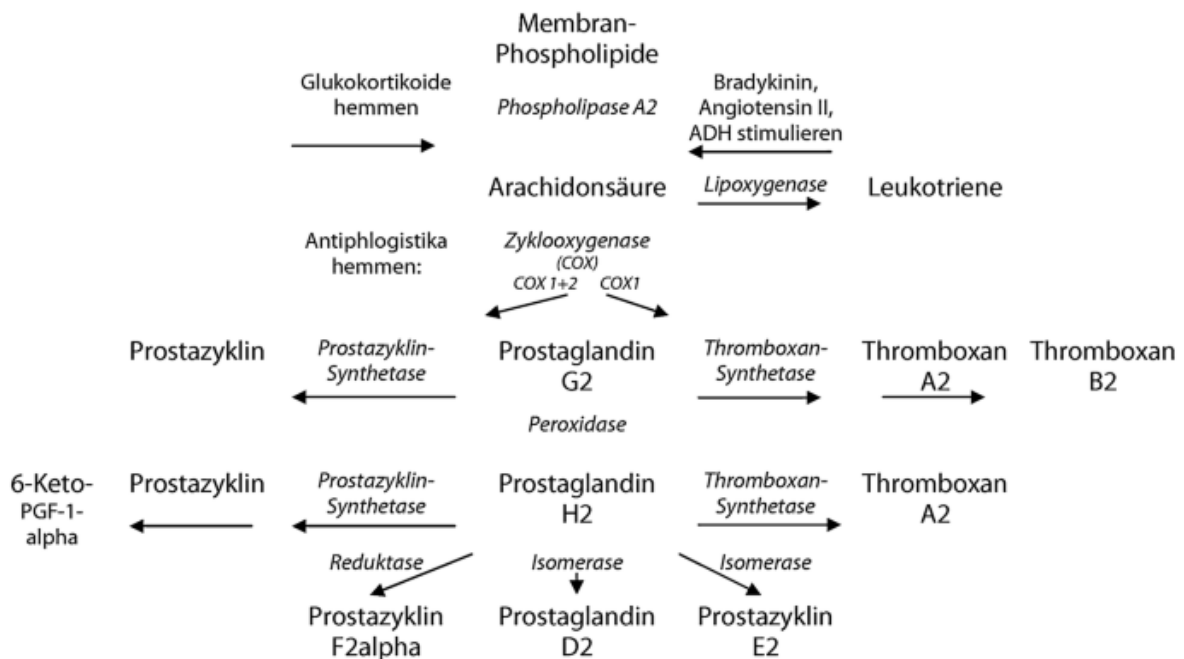 Membran-
Phospholipide
Glukokortikoide
hemmen
Phospholipase A2
Bradykinin,
Angiotensin II,
ADH stimulieren
Arachidonsäure
Lipoxygenase
Leukotriene
Antiphlogistika
hemmen:
Zyklooxygenase
(COX)
COX 1+2
COX1
Prostazyklin
Prostazyklin-
Synthetase
Prostaglandin
G2
Thromboxan-
Synthetase
Thromboxan
A2
Thromboxan
B2
Peroxidase
6-Keto-
PGF-1-
alpha
Prostazyklin
Prostazyklin-
Synthetase
Prostaglandin
H2
Thromboxan-
Synthetase
Thromboxan
A2
Reduktase
Isomerase
Isomerase
Prostazyklin
F2alpha
Prostaglandin
D2
Prostazyklin
E2